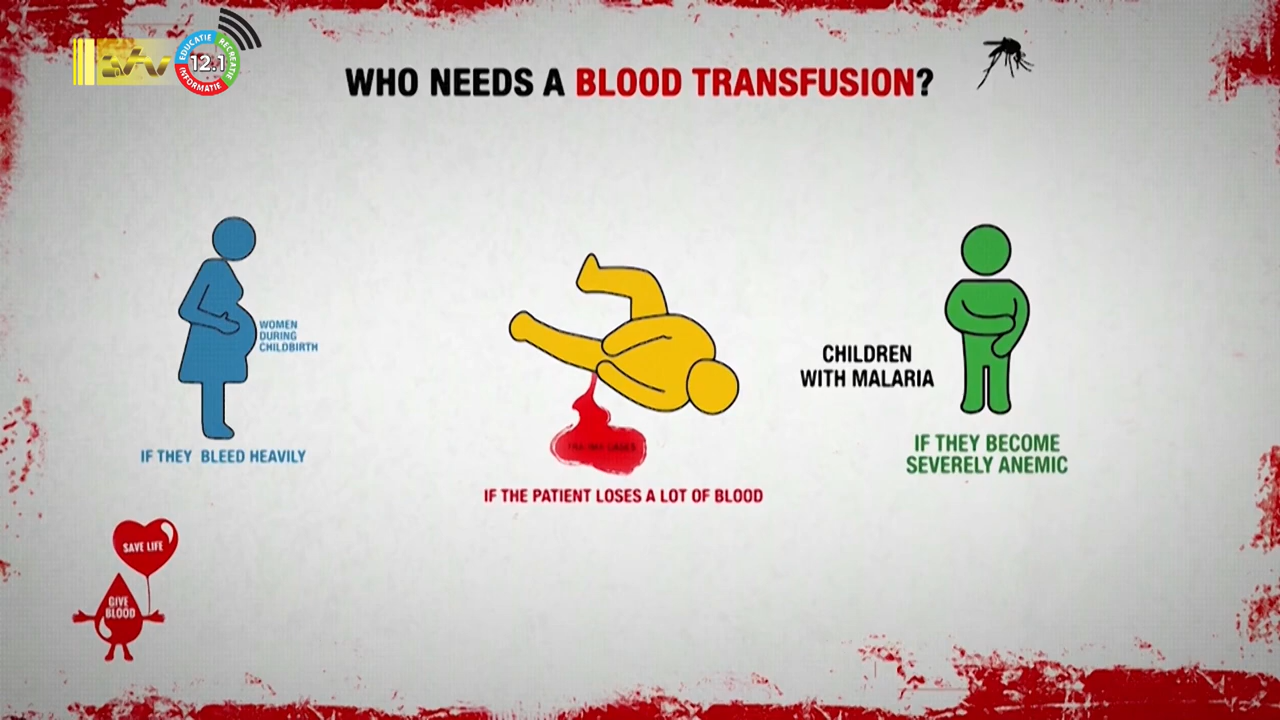 EDUCATIE
RECREATIE
INFORMATIE
12.1
WHO NEEDS A BLOOD TRANSFUSION?
WOMEN
DURING
CHILDBIRTH
IF THEY BLEED HEAVILY
IF THE PATIENT LOSES A LOT OF BLOOD
CHILDREN
WITH MALARIA
IF THEY BECOME
SEVERELY ANEMIC
SAVE LIFE
GIVE
BLOOD